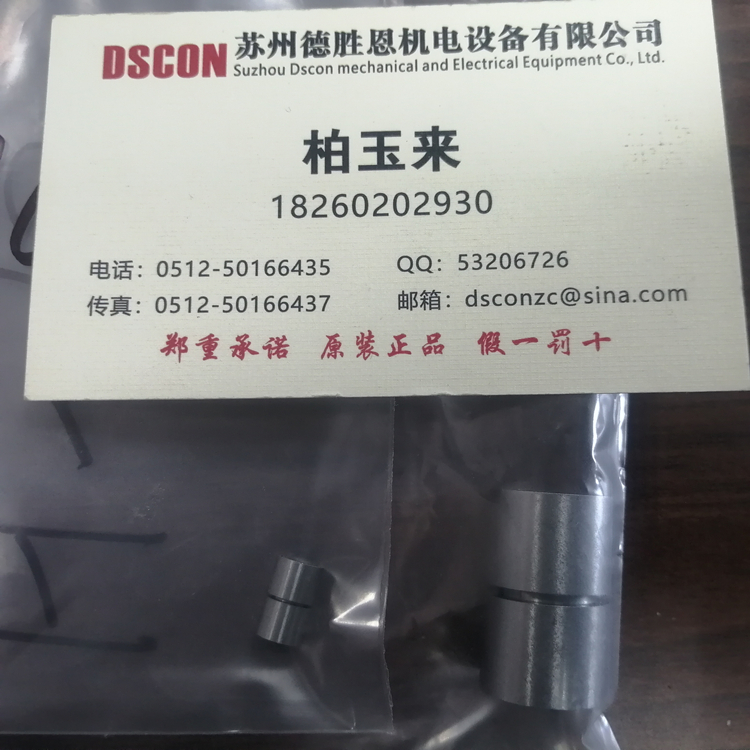 DSCON 苏州德胜恩机电设备有限公司
Suzhou Dscon mechanical and Electrical Equipment Co., Ltd.
柏玉来
18260202930
电话：0512-50166435 QQ：53206726
传真：0512-50166437 邮箱：dsconzc@sina.com
郑重承诺 原装正品 假一罚十